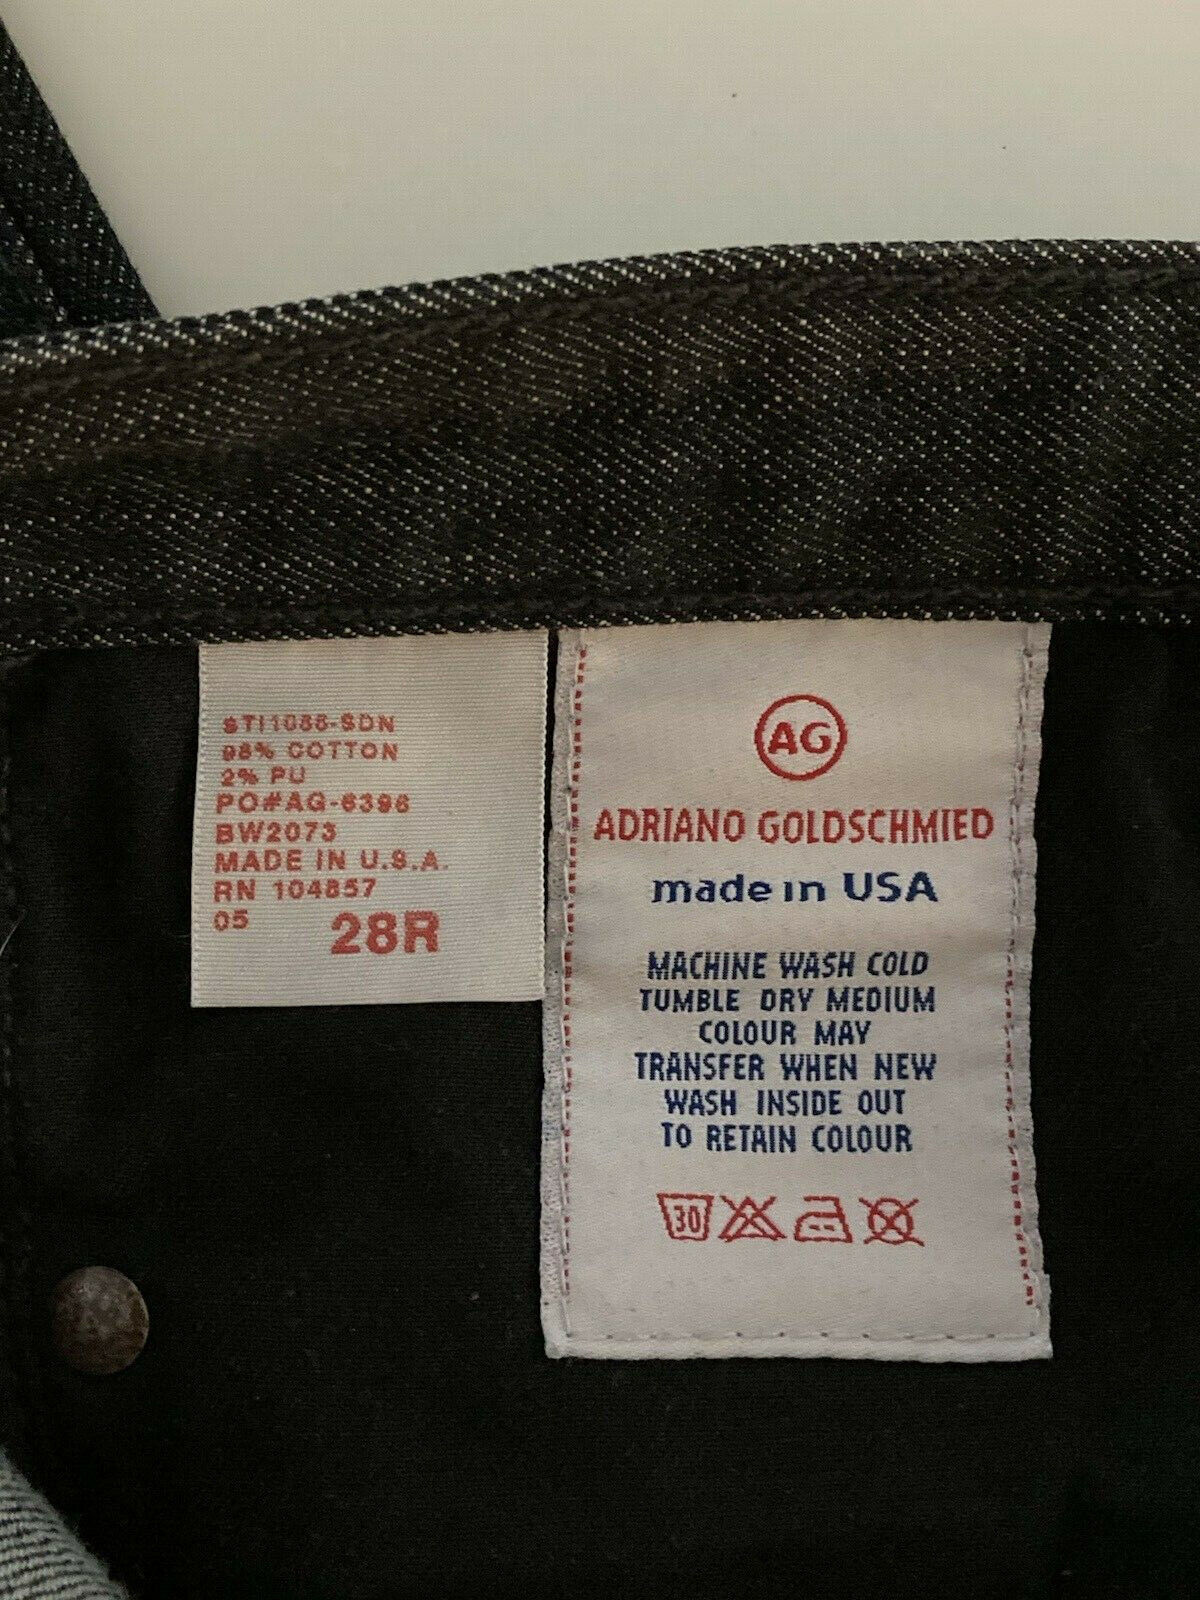 STI1088-SDN
98% COTTON
2% PU
PO#AG-6396
BW2073
MADE IN U.S.A.
RN 104857
05 28R
AG
ADRIANO GOLDSCHMIED
made in USA
MACHINE WASH COLD
TUMBLE DRY MEDIUM
COLOUR MAY
TRANSFER WHEN NEW
WASH INSIDE OUT
TO RETAIN COLOUR
30